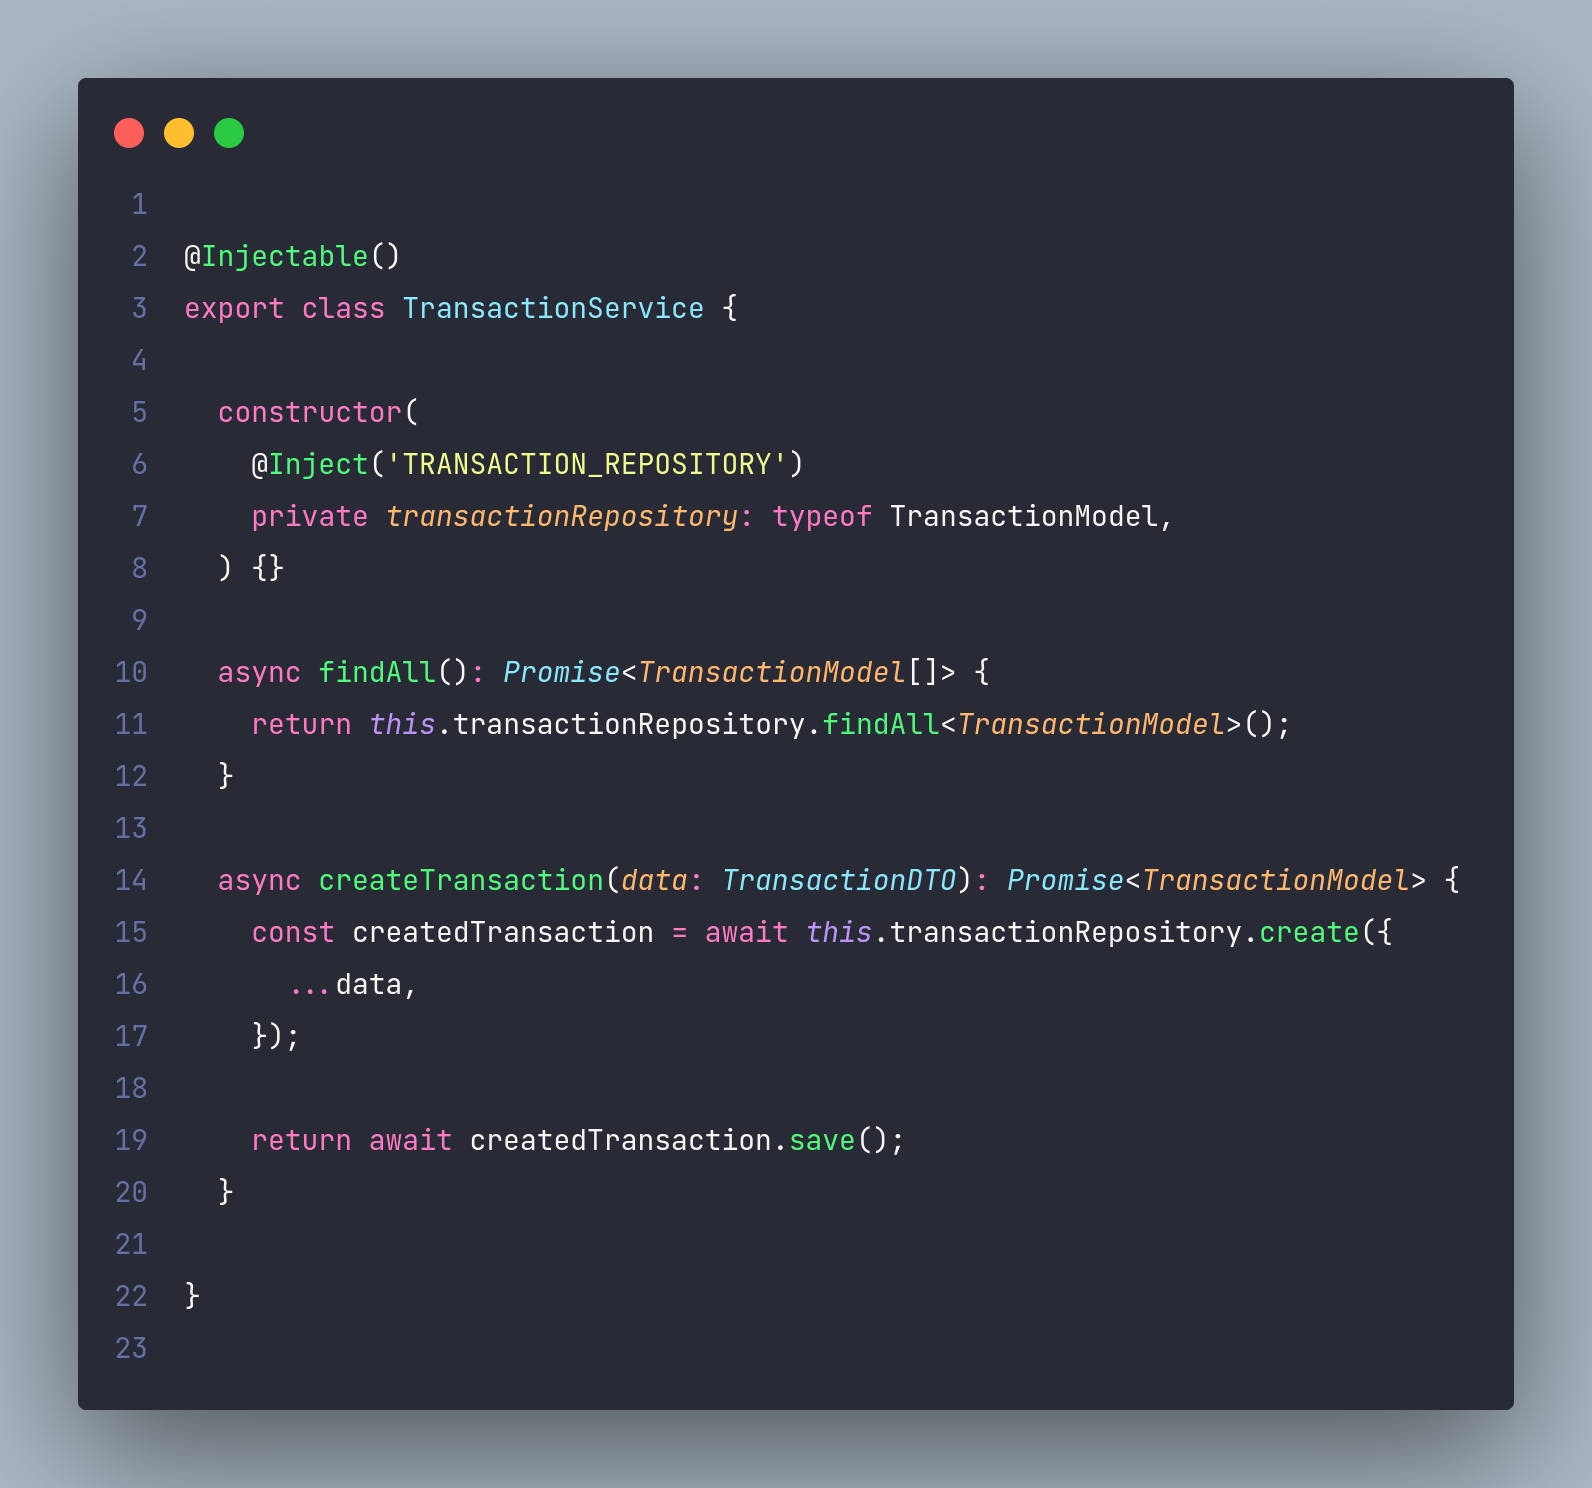 1
2 @Injectable()
3 export class TransactionService {
4
5   constructor(
6     @Inject('TRANSACTION_REPOSITORY')
7     private transactionRepository: typeof TransactionModel,
8   ) {}
9
10   async findAll(): Promise<TransactionModel[]> {
11     return this.transactionRepository.findAll<TransactionModel>();
12   }
13
14   async createTransaction(data: TransactionDTO): Promise<TransactionModel> {
15     const createdTransaction = await this.transactionRepository.create({
16       ...data,
17     });
18
19     return await createdTransaction.save();
20   }
21
22 }
23